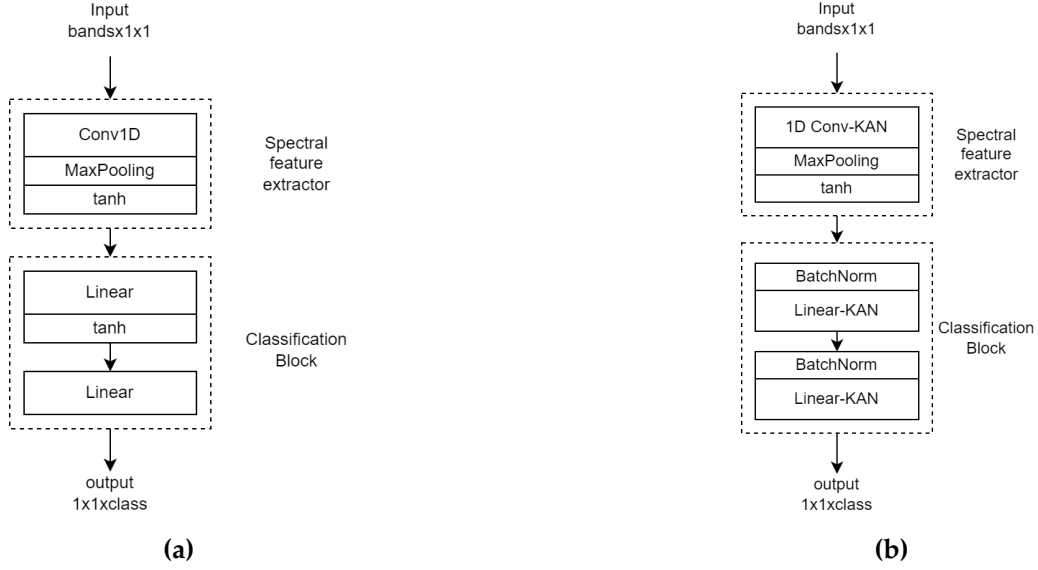 Input
bandsx1x1
Conv1D
MaxPooling
tanh
Spectral
feature
extractor
Linear
tanh
Linear
Classification
Block
output
1x1xclass
(a)
Input
bandsx1x1
1D Conv-KAN
MaxPooling
tanh
Spectral
feature
extractor
BatchNorm
Linear-KAN
BatchNorm
Linear-KAN
Classification
Block
output
1x1xclass
(b)